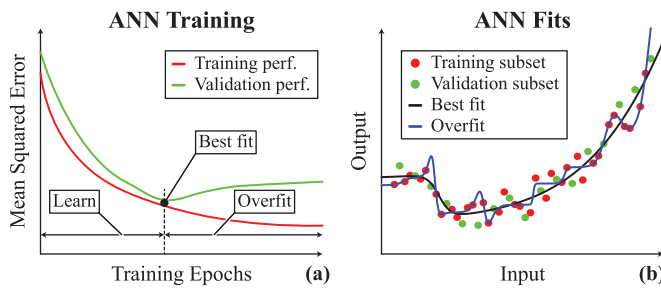 ANN Training
Mean Squared Error
Training perf.
Validation perf.
Best fit
Learn
Overfit
Training Epochs
(a)
ANN Fits
Output
Training subset
Validation subset
Best fit
Overfit
Input
(b)